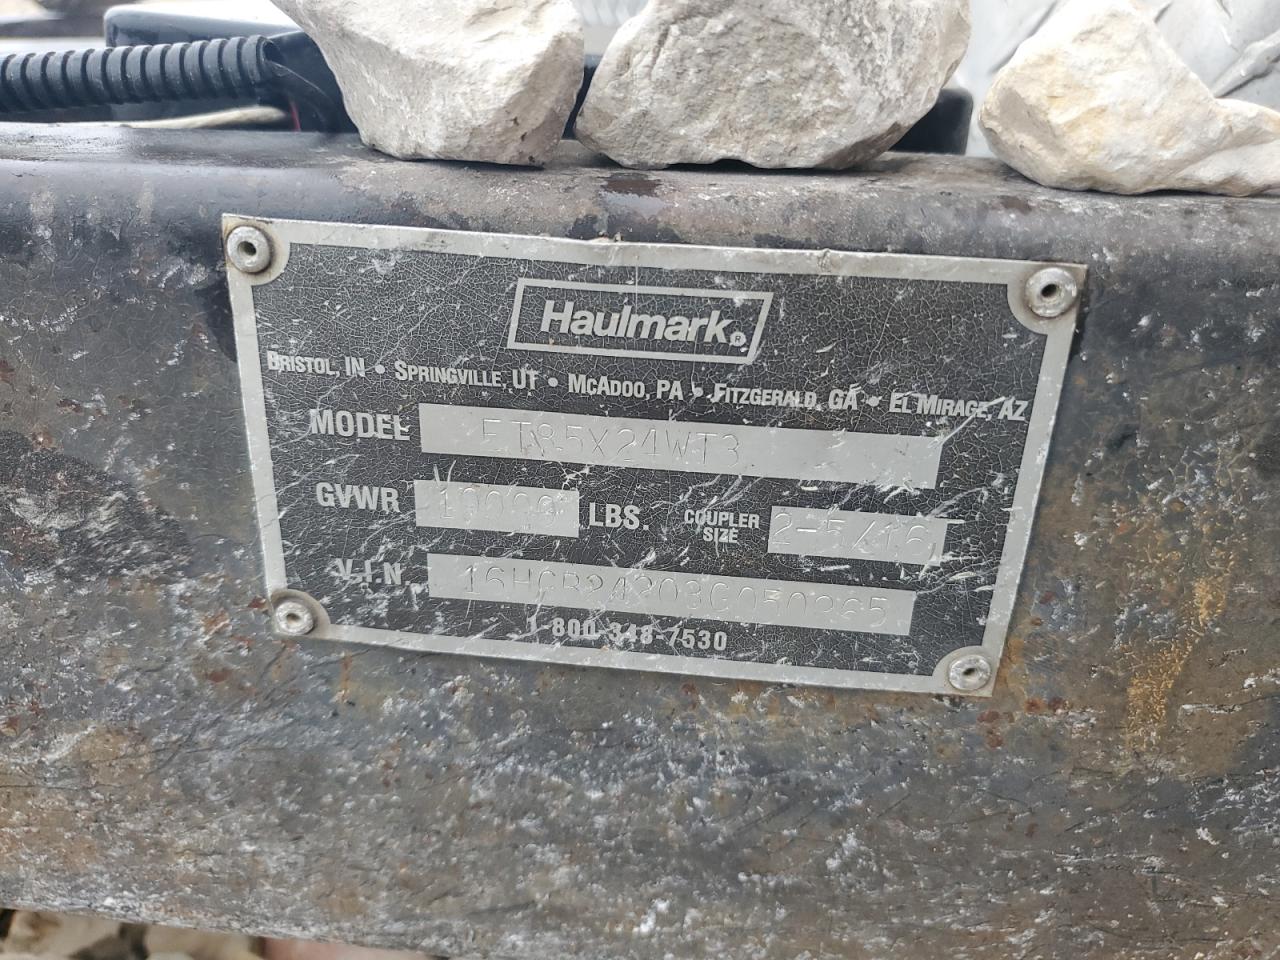 Haulmark®
BRISTOL, IN • SPRINGVILLE, UT • MCADOO, PA • FITZGERALD, GA • EL MIRAGE, AZ
MODEL ET85X24WT3
GVWR LBS. COUPLER SIZE 2-5/16
V.I.N.
1-800-348-7530